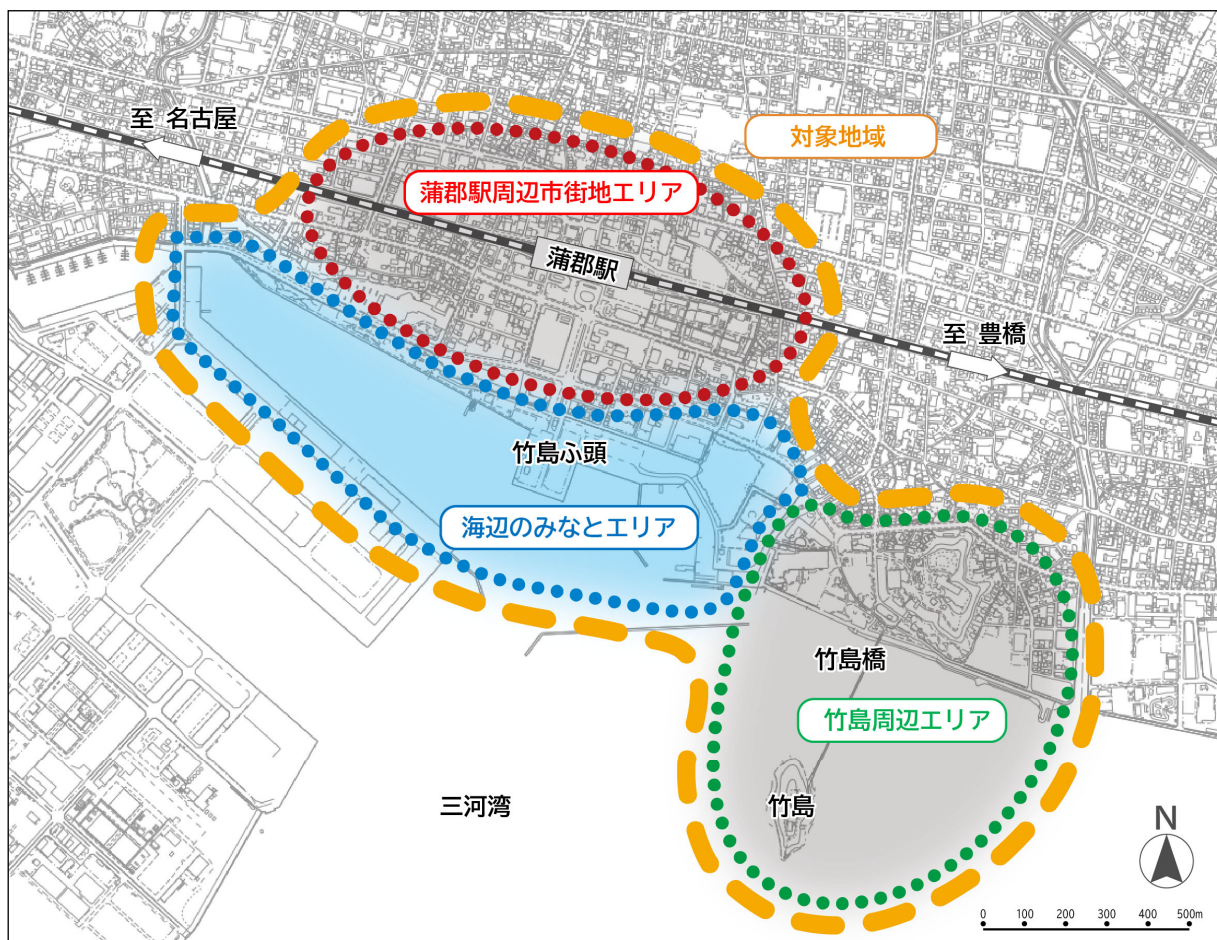 至 名古屋
対象地域
蒲郡駅周辺市街地エリア
蒲郡駅
至 豊橋
竹島ふ頭
海辺のみなとエリア
竹島橋
竹島周辺エリア
三河湾
竹島
N
0 100 200 300 400 500m